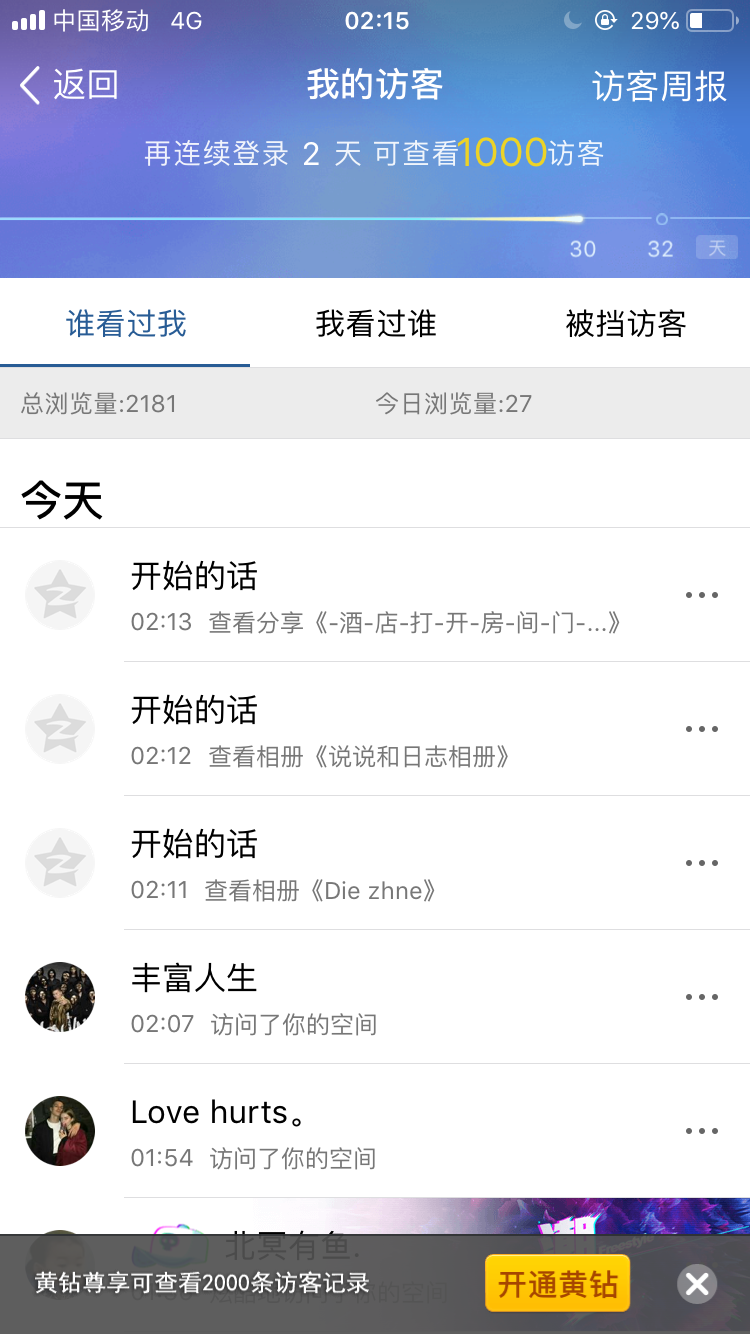 中国移动 4G 02:15 29%
返回 我的访客 访客周报
再连续登录 2 天 可查看1000访客
30 32 天
谁看过我 我看过谁 被挡访客
总浏览量:2181 今日浏览量:27
今天
开始的话
02:13 查看分享《-酒-店-打-开-房-间-门-...》
开始的话
02:12 查看相册《说说和日志相册》
开始的话
02:11 查看相册《Die zhne》
丰富人生
02:07 访问了你的空间
Love hurts。
01:54 访问了你的空间
北冥有鱼.
黄钻尊享可查看2000条访客记录 开通黄钻